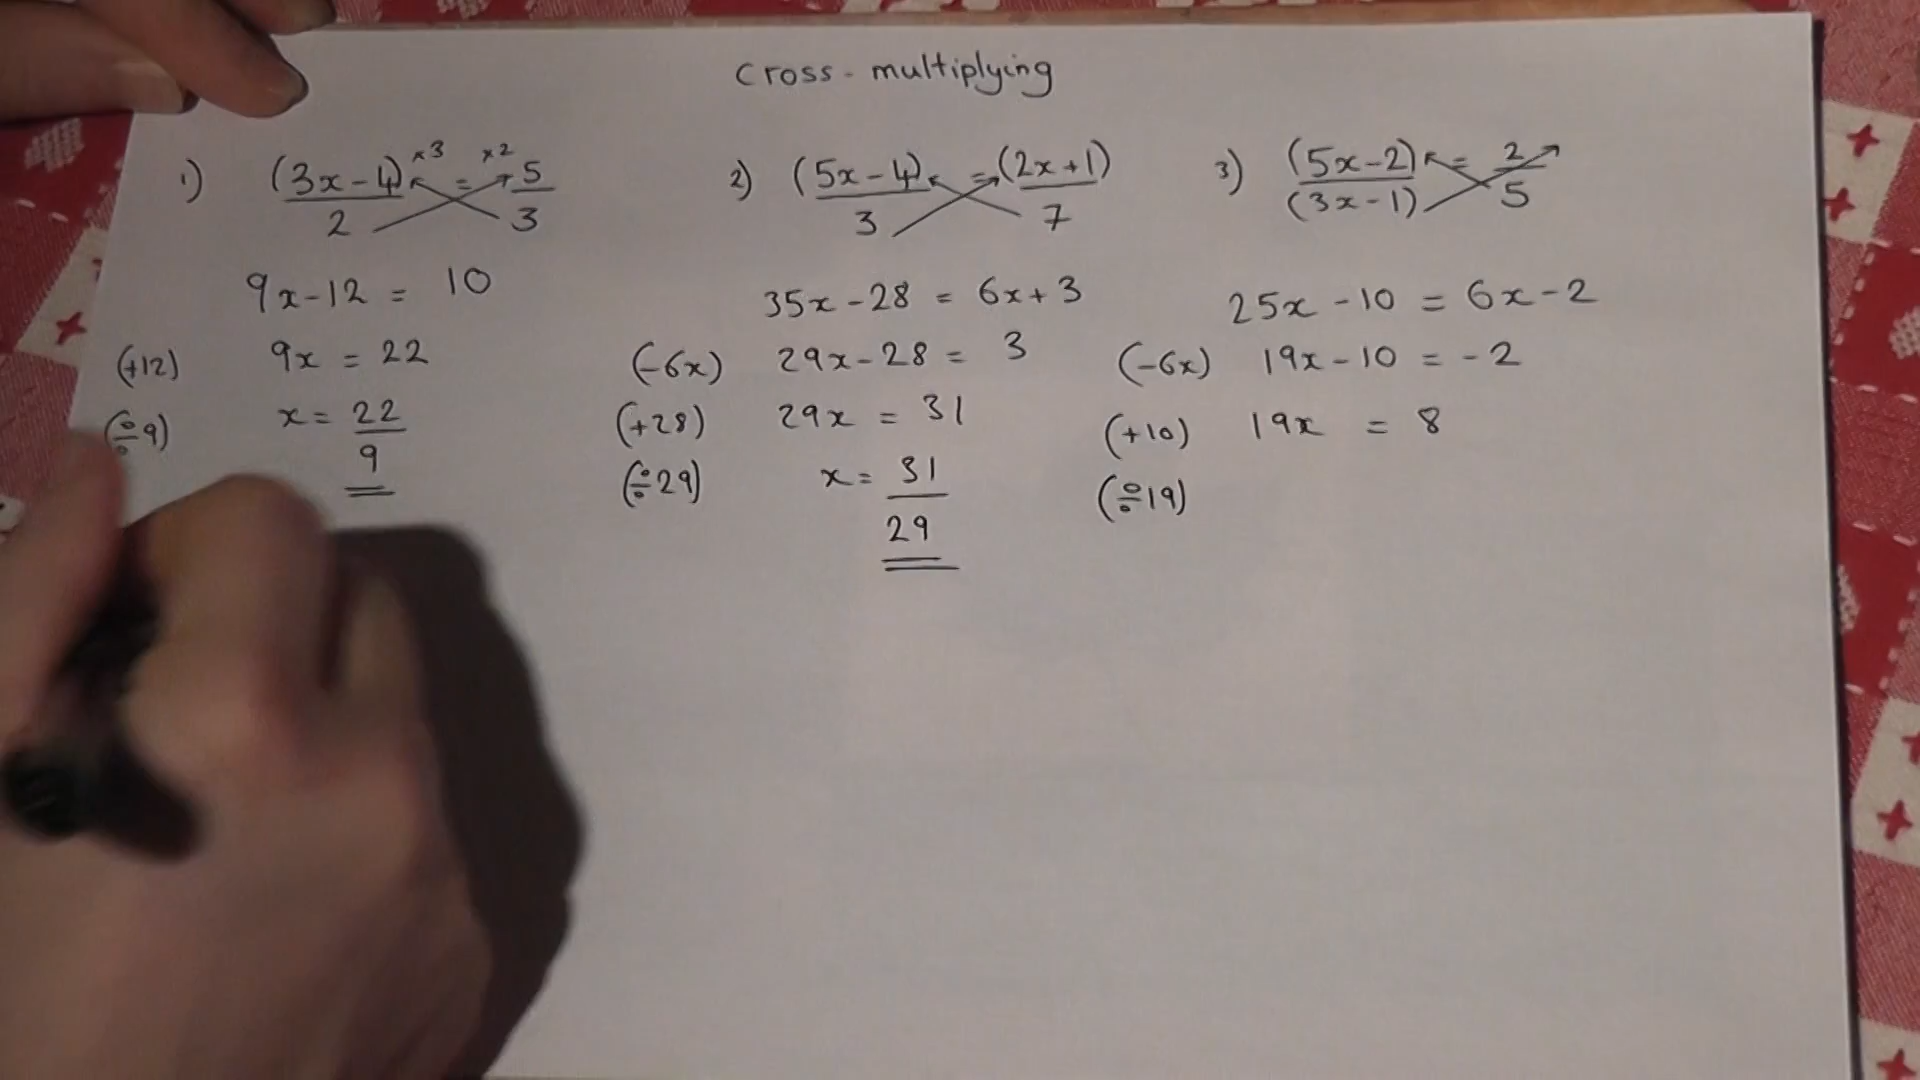 Cross-multiplying
1) (3x-4) ×3 = ×2 5
2 3
9x-12 = 10
(+12) 9x = 22
(÷9) x = 22
9
2) (5x-4) = (2x+1)
3 7
35x-28 = 6x+3
(-6x) 29x-28 = 3
(+28) 29x = 31
(÷29) x = 31
29
3) (5x-2) = 2
(3x-1) 5
25x-10 = 6x-2
(-6x) 19x-10 = -2
(+10) 19x = 8
(÷19)